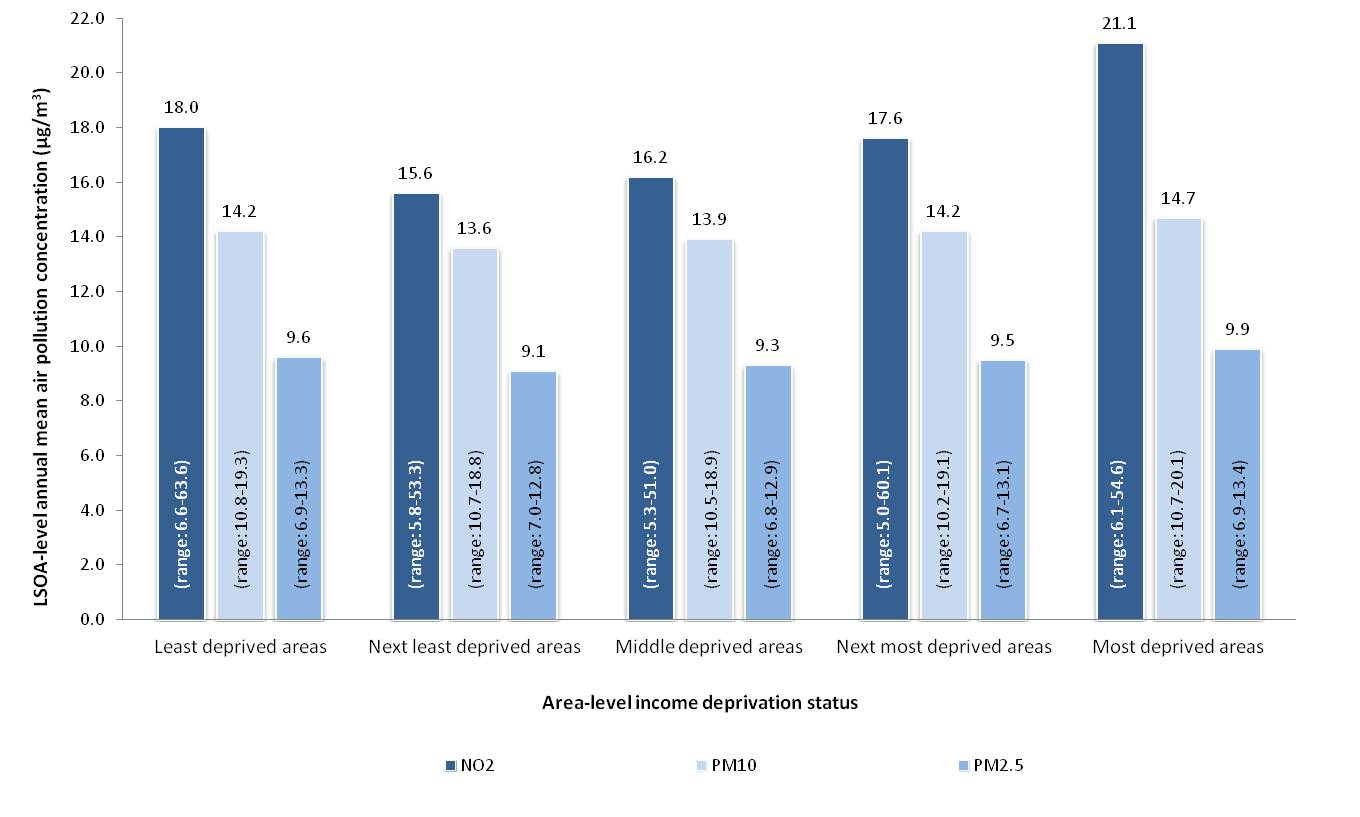 LSOA-level annual mean air pollution concentration (µg/m³)
22.0
20.0
18.0
16.0
14.0
12.0
10.0
8.0
6.0
4.0
2.0
0.0
18.0
14.2
9.6
(range: 6.6-63.6)
(range: 10.8-19.3)
(range: 6.9-13.3)
15.6
13.6
9.1
(range: 5.8-53.3)
(range: 10.7-18.8)
(range: 7.0-12.8)
16.2
13.9
9.3
(range: 5.3-51.0)
(range: 10.5-18.9)
(range: 6.8-12.9)
17.6
14.2
9.5
(range: 5.0-60.1)
(range: 10.2-19.1)
(range: 6.7-13.1)
21.1
14.7
9.9
(range: 6.1-54.6)
(range: 10.7-20.1)
(range: 6.9-13.4)
Least deprived areas
Next least deprived areas
Middle deprived areas
Next most deprived areas
Most deprived areas
Area-level income deprivation status
NO2
PM10
PM2.5